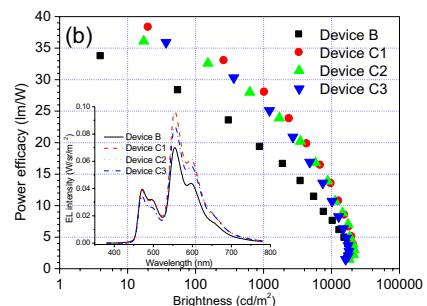 40
35
30
25
20
15
10
5
0
Power efficacy (lm/W)
(b)
Device B
Device C1
Device C2
Device C3
0.10
0.08
0.06
0.04
0.02
0.00
EL intensity (W/sr/m²)
Device B
Device C1
Device C2
Device C3
400 500 600 700 800
Wavelength (nm)
1 10 100 1000 10000 100000
Brightness (cd/m²)